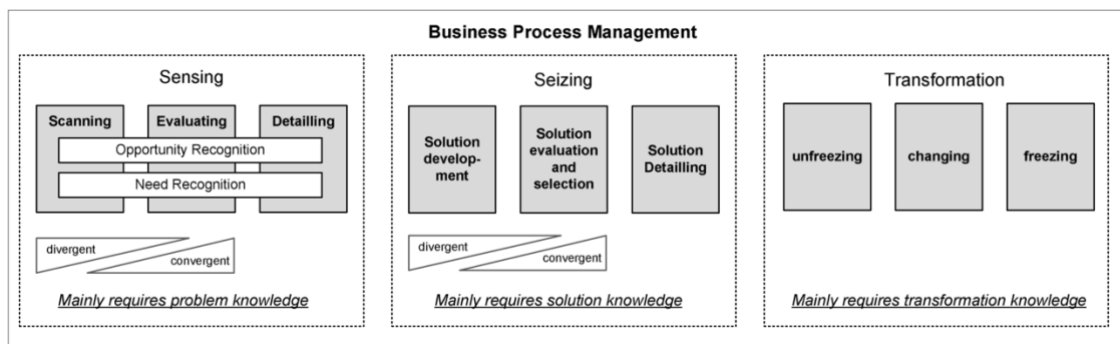 Business Process Management
Sensing
Scanning
Evaluating
Detailling
Opportunity Recognition
Need Recognition
divergent
convergent
Mainly requires problem knowledge
Seizing
Solution
develop-
ment
Solution
evaluation
and
selection
Solution
Detailling
divergent
convergent
Mainly requires solution knowledge
Transformation
unfreezing
changing
freezing
Mainly requires transformation knowledge